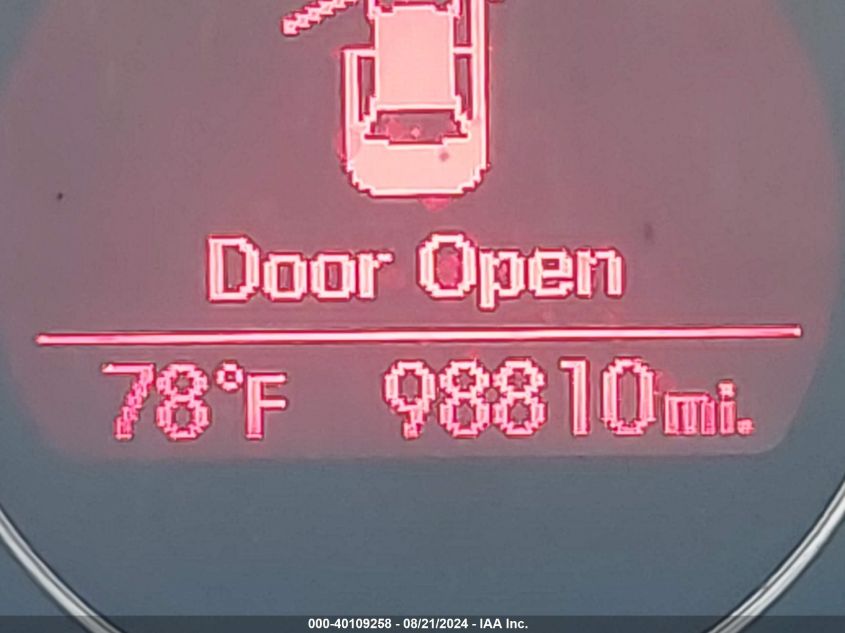 Door Open
78°F 98810mi.
000-40109258 - 08/21/2024 - IAA Inc.